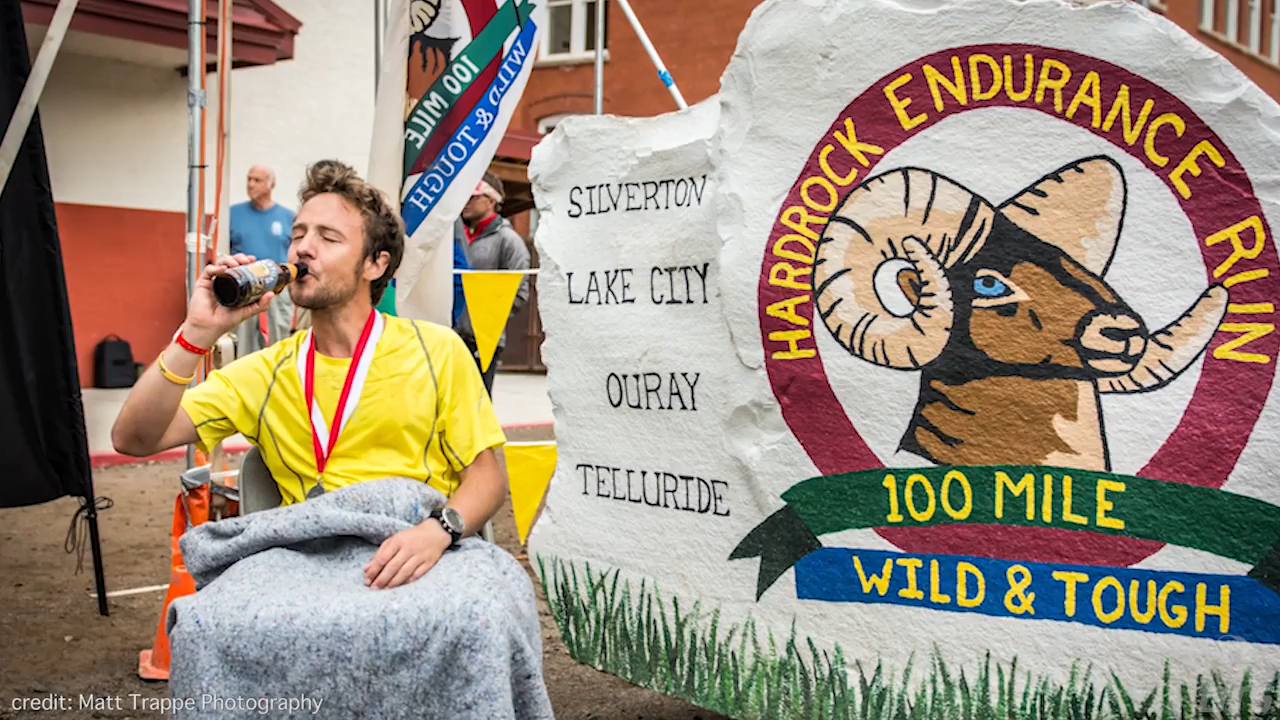 100 MILE
WILD & TOUGH
SILVERTON
LAKE CITY
OURAY
TELLURIDE
HARDROCK ENDURANCE RUN
100 MILE
WILD & TOUGH
credit: Matt Trappe Photography